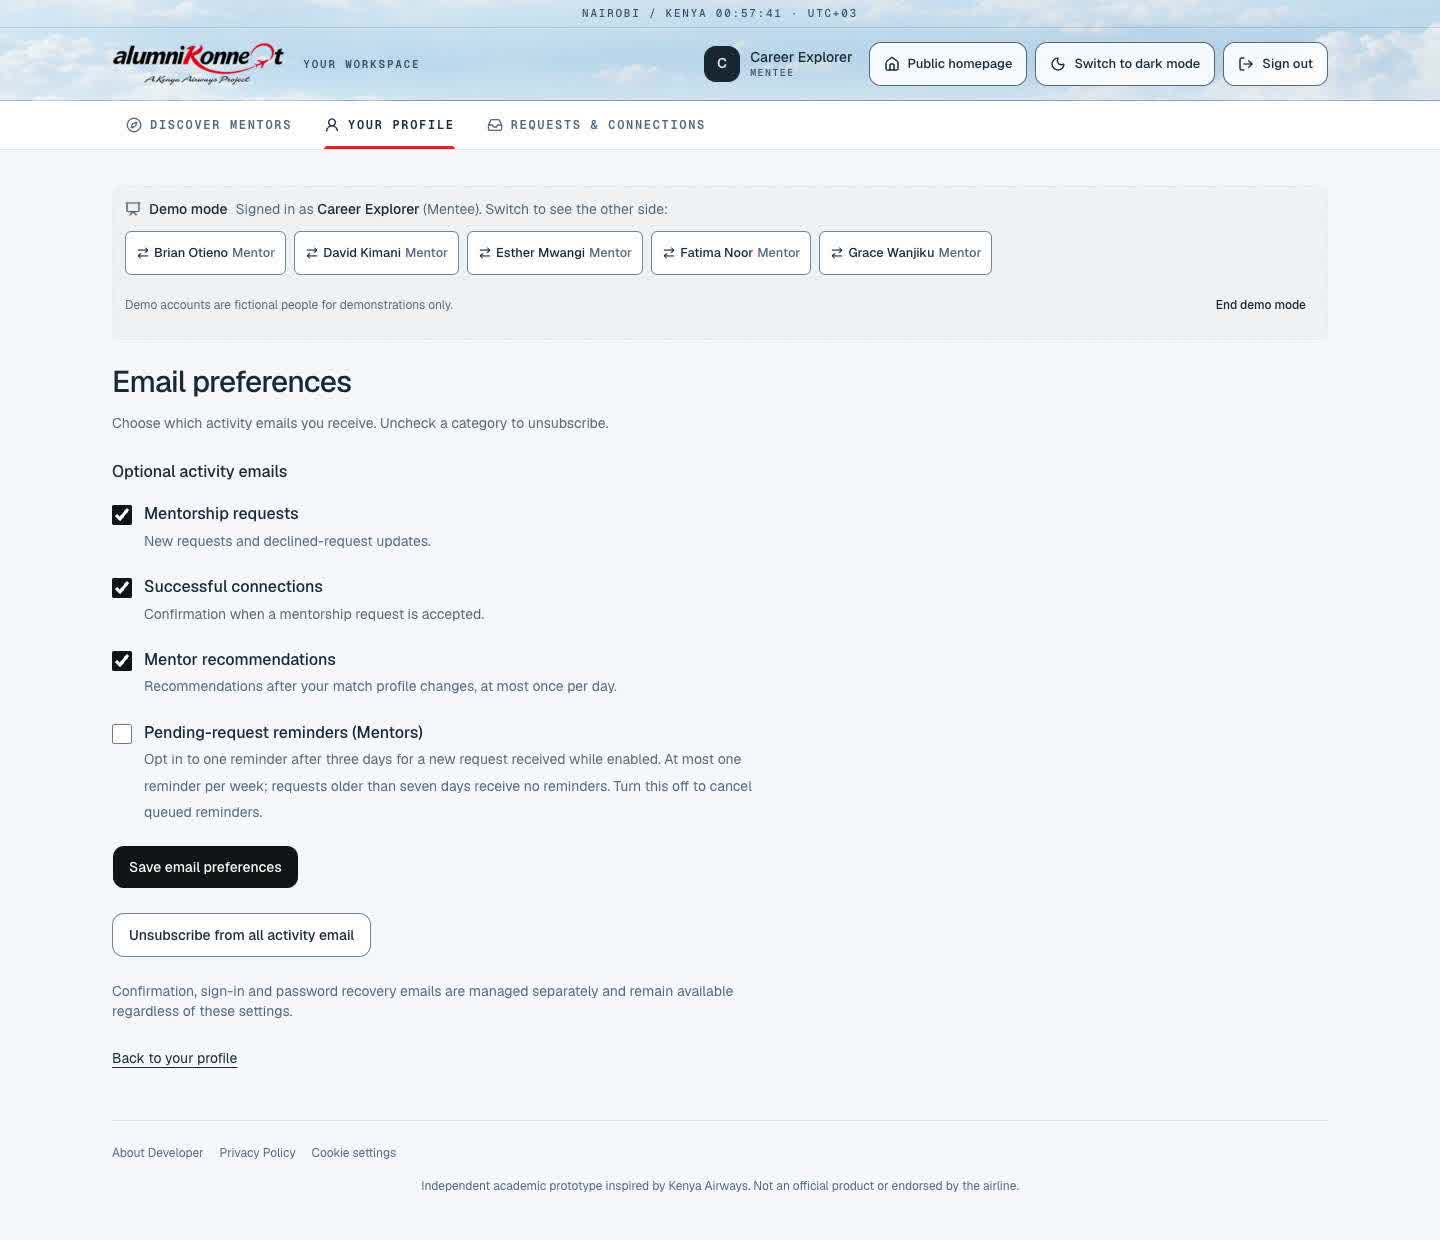 NAIROBI / KENYA 00:57:41 · UTC+03
alumniKonnect
A Kenya Airways Project
YOUR WORKSPACE
C
Career Explorer
MENTEE
Public homepage
Switch to dark mode
Sign out
DISCOVER MENTORS
YOUR PROFILE
REQUESTS & CONNECTIONS
Demo mode Signed in as Career Explorer (Mentee). Switch to see the other side:
Brian Otieno Mentor
David Kimani Mentor
Esther Mwangi Mentor
Fatima Noor Mentor
Grace Wanjiku Mentor
Demo accounts are fictional people for demonstrations only.
End demo mode
Email preferences
Choose which activity emails you receive. Uncheck a category to unsubscribe.
Optional activity emails
Mentorship requests
New requests and declined-request updates.
Successful connections
Confirmation when a mentorship request is accepted.
Mentor recommendations
Recommendations after your match profile changes, at most once per day.
Pending-request reminders (Mentors)
Opt in to one reminder after three days for a new request received while enabled. At most one
reminder per week; requests older than seven days receive no reminders. Turn this off to cancel
queued reminders.
Save email preferences
Unsubscribe from all activity email
Confirmation, sign-in and password recovery emails are managed separately and remain available
regardless of these settings.
Back to your profile
About Developer
Privacy Policy
Cookie settings
Independent academic prototype inspired by Kenya Airways. Not an official product or endorsed by the airline.